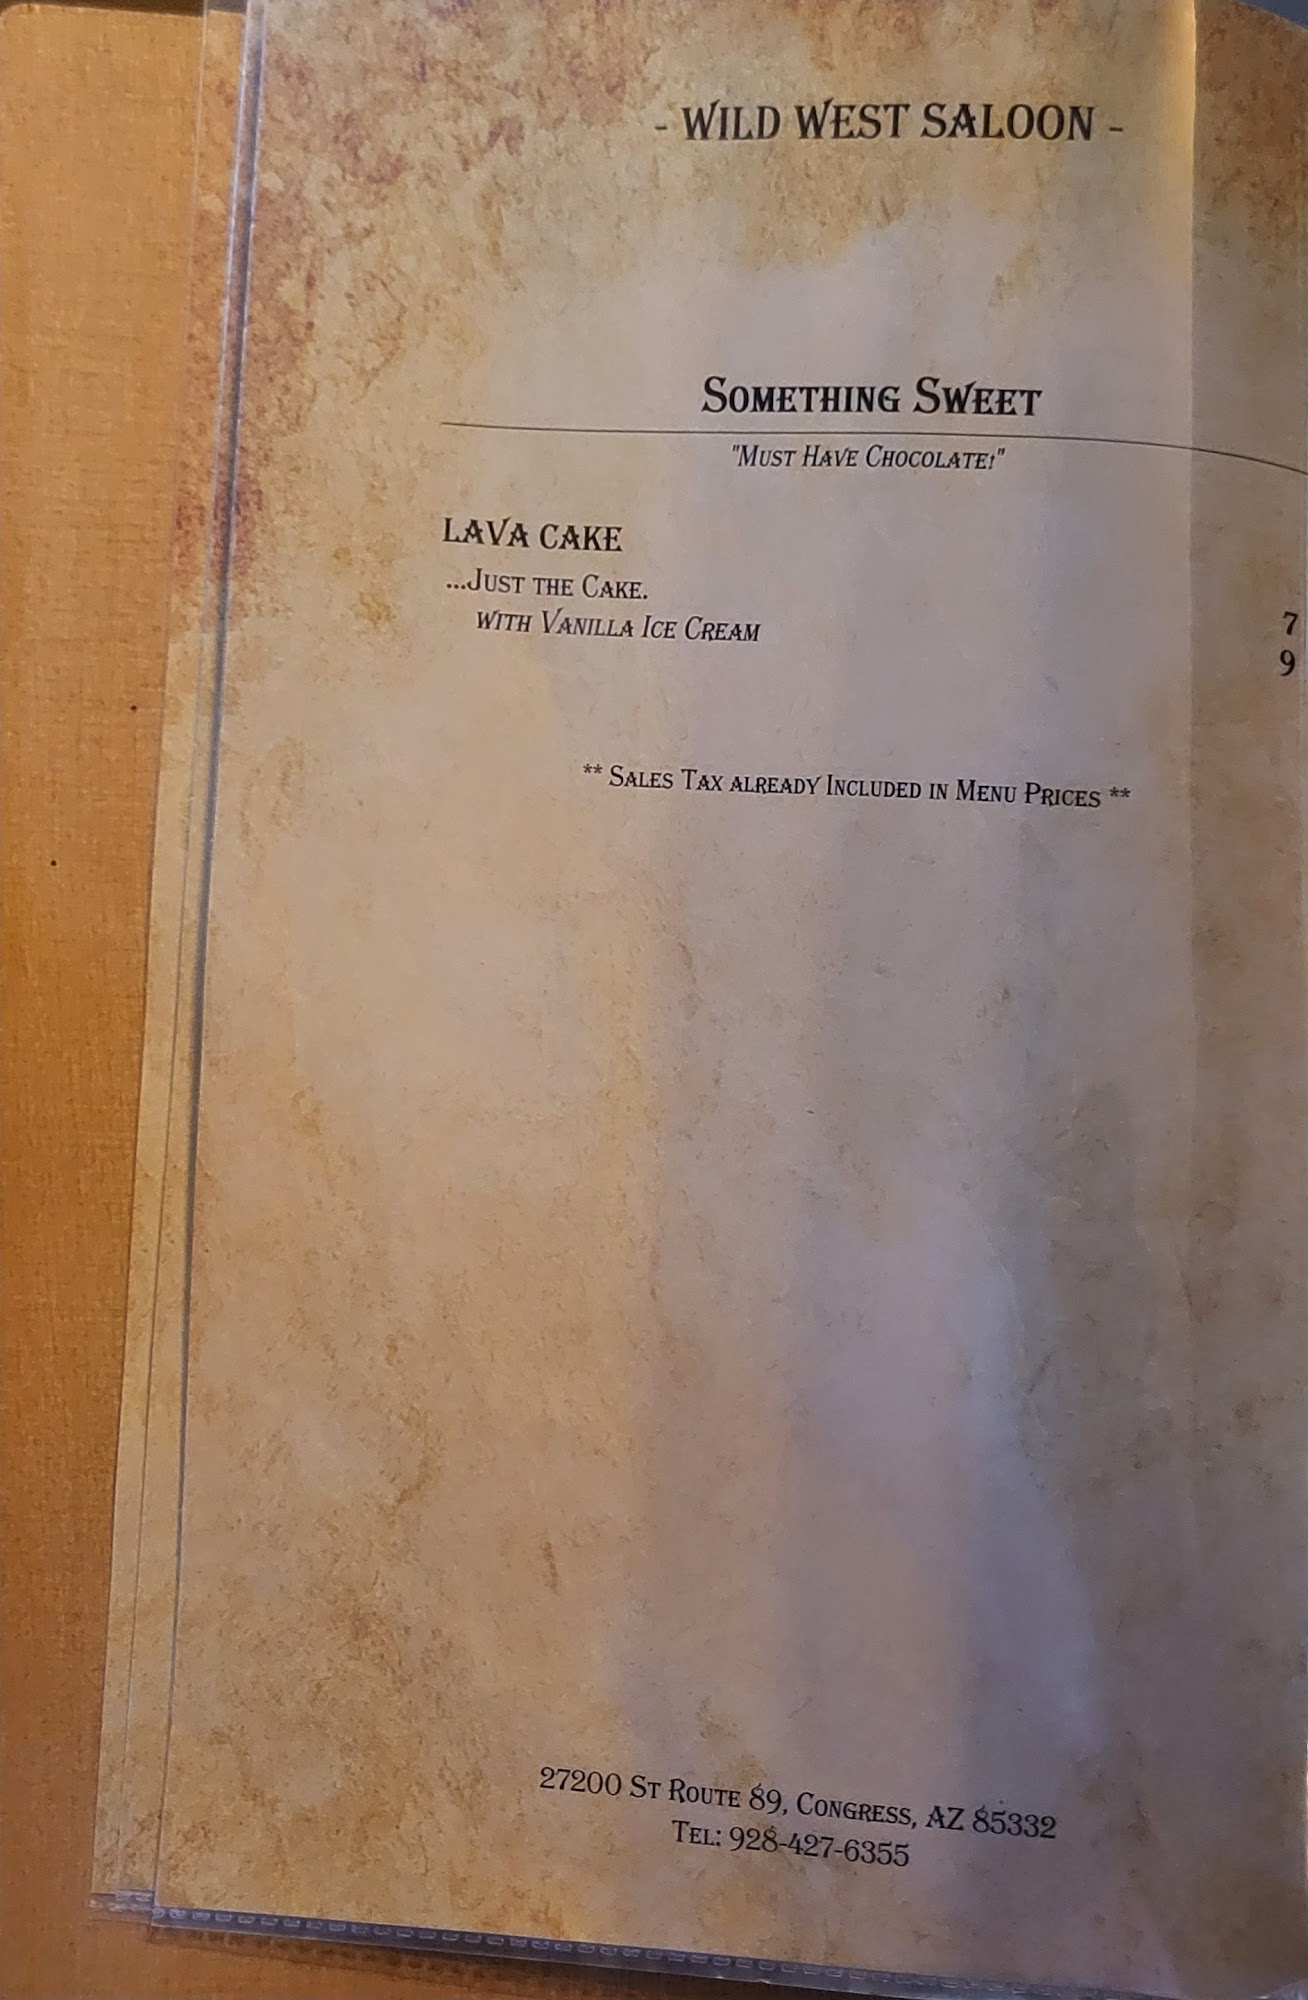 - WILD WEST SALOON -
SOMETHING SWEET
"MUST HAVE CHOCOLATE!"
LAVA CAKE
...JUST THE CAKE. 7
WITH VANILLA ICE CREAM 9
** SALES TAX ALREADY INCLUDED IN MENU PRICES **
27200 ST ROUTE 89, CONGRESS, AZ 85332
TEL: 928-427-6355